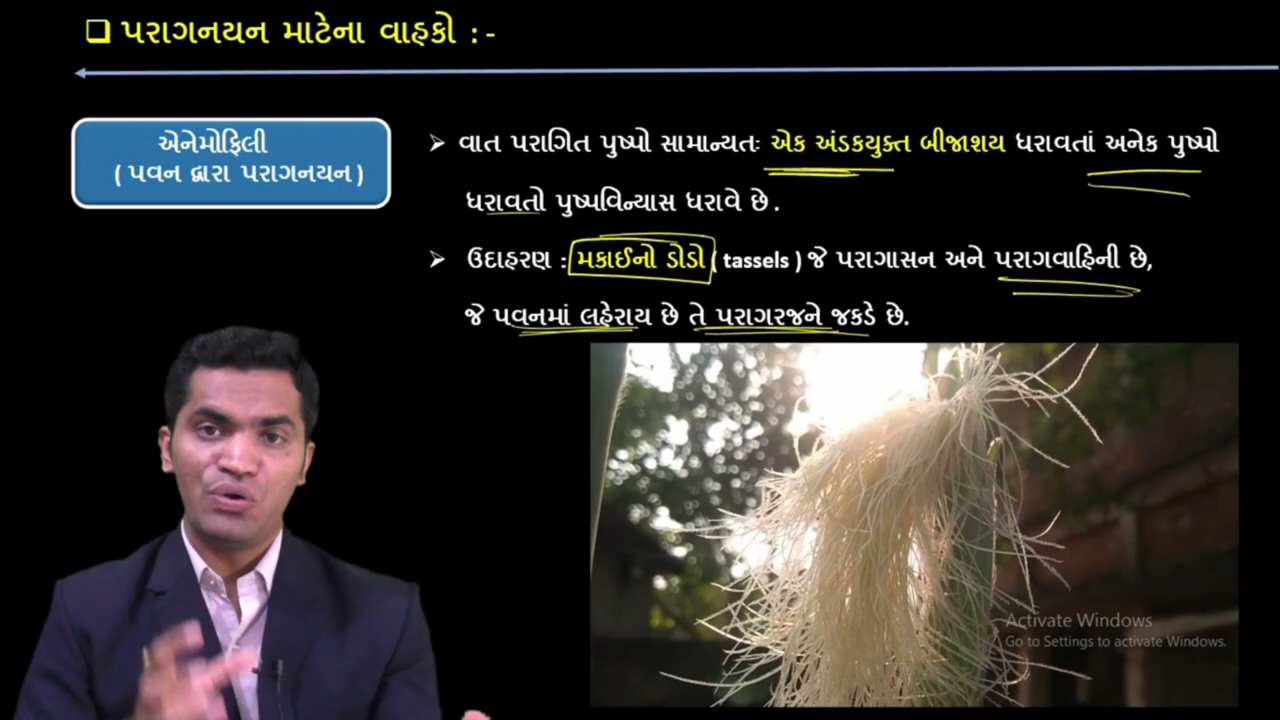 ❑ પરાગનયન માટેના વાહકો :-
એનેમોફિલી
( પવન દ્વારા પરાગનયન )
➢ વાત પરાગિત પુષ્પો સામાન્યતઃ એક અંડકયુક્ત બીજાશય ધરાવતાં અનેક પુષ્પો
ધરાવતો પુષ્પવિન્યાસ ધરાવે છે.
➢ ઉદાહરણ : મકાઈનો ડોડો ( tassels ) જે પરાગાસન અને પરાગવાહિની છે,
જે પવનમાં લહેરાય છે તે પરાગરજને જકડે છે.
Activate Windows
Go to Settings to activate Windows.